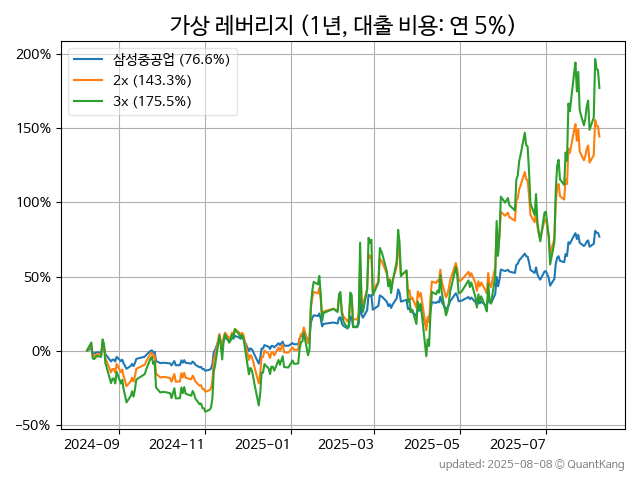 가상 레버리지 (1년, 대출 비용: 연 5%)
삼성중공업 (76.6%)
2x (143.3%)
3x (175.5%)
200%
150%
100%
50%
0%
−50%
2024-09 2024-11 2025-01 2025-03 2025-05 2025-07
updated: 2025-08-08 © QuantKang